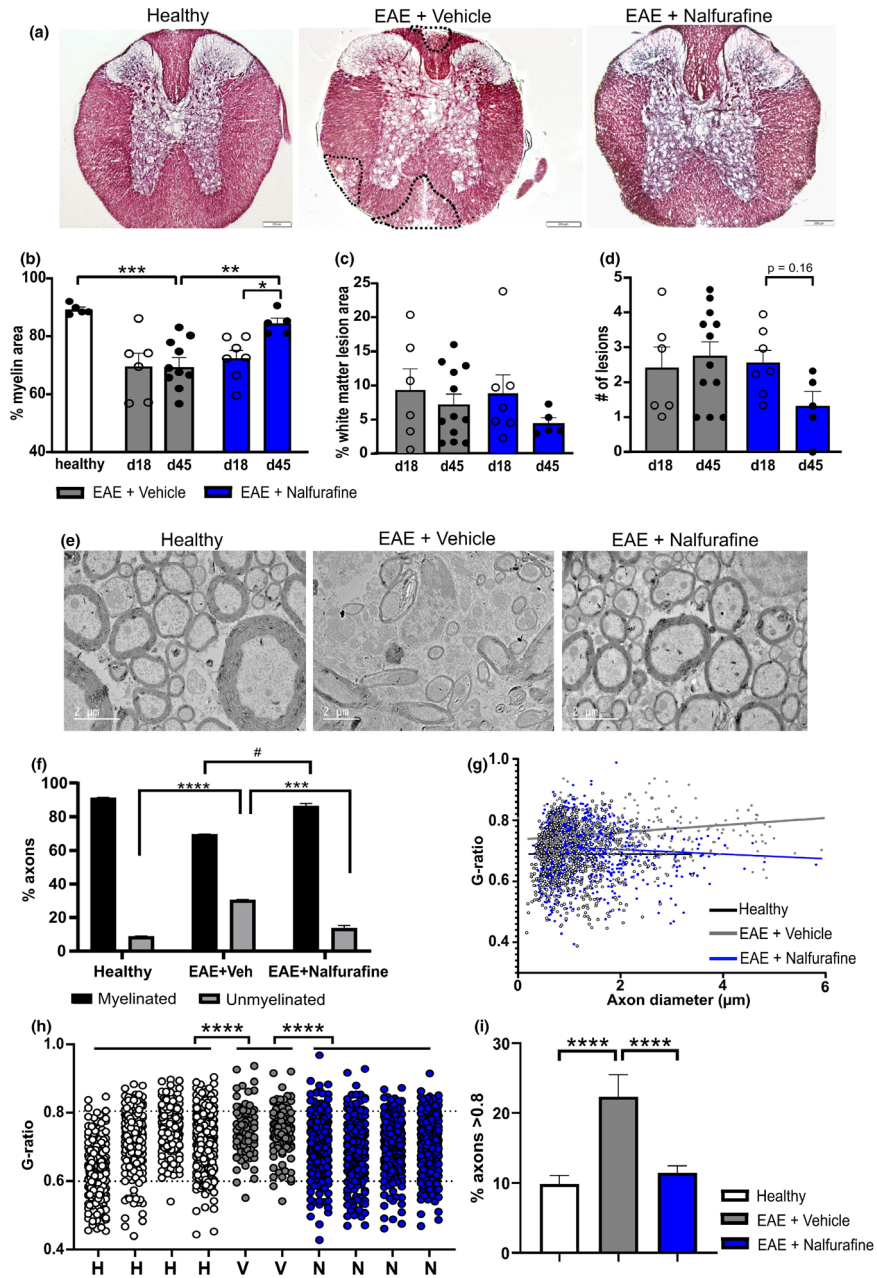 Healthy
EAE + Vehicle
EAE + Nalfurafine
(a)
(b)
100
80
60
40
% myelin area
***
**
*
healthy
d18
d45
d18
d45
EAE + Vehicle
EAE + Nalfurafine
(c)
25
20
15
10
5
0
% white matter lesion area
d18
d45
d18
d45
(d)
5
4
3
2
1
0
# of lesions
p = 0.16
d18
d45
d18
d45
(e)
Healthy
EAE + Vehicle
EAE + Nalfurafine
2 μm
2 μm
2 μm
(f)
100
80
60
40
20
0
% axons
#
****
***
Healthy
EAE+Veh
EAE+Nalfurafine
Myelinated
Unmyelinated
(g)
1.0
0.8
0.6
0.4
G-ratio
0
2
4
6
Axon diameter (μm)
Healthy
EAE + Vehicle
EAE + Nalfurafine
(h)
1.0
0.8
0.6
0.4
G-ratio
****
****
H
H
H
H
V
V
N
N
N
N
(i)
30
20
10
0
% axons >0.8
****
****
Healthy
EAE + Vehicle
EAE + Nalfurafine